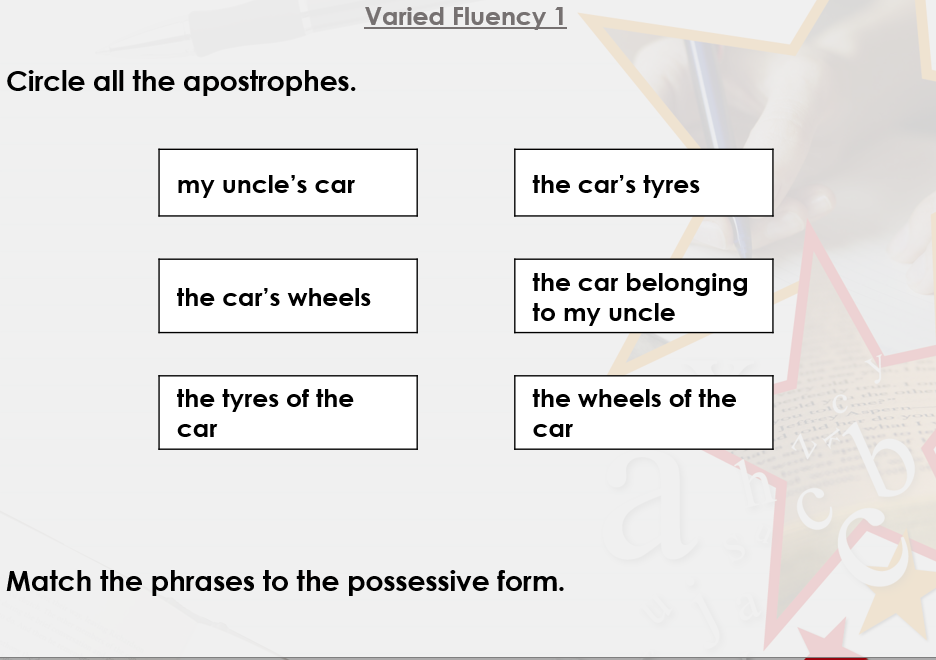 Varied Fluency 1
Circle all the apostrophes.
my uncle’s car
the car’s tyres
the car’s wheels
the car belonging
to my uncle
the tyres of the
car
the wheels of the
car
Match the phrases to the possessive form.